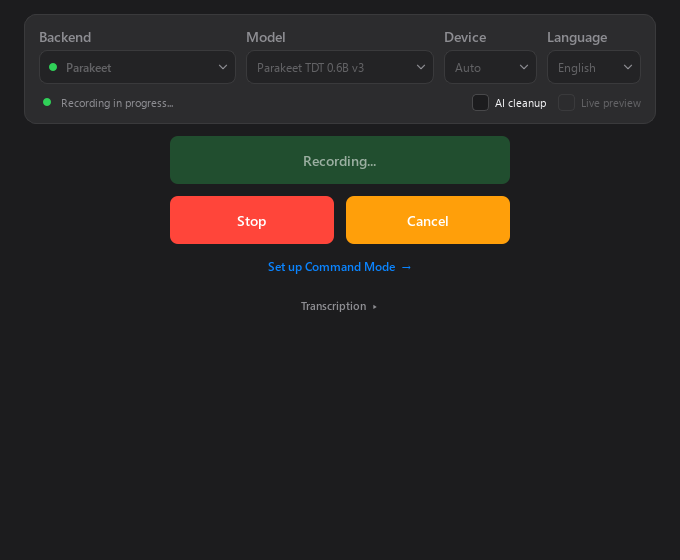 Backend Model Device Language
Parakeet Parakeet TDT 0.6B v3 Auto English
Recording in progress... AI cleanup Live preview
Recording...
Stop Cancel
Set up Command Mode →
Transcription ▸